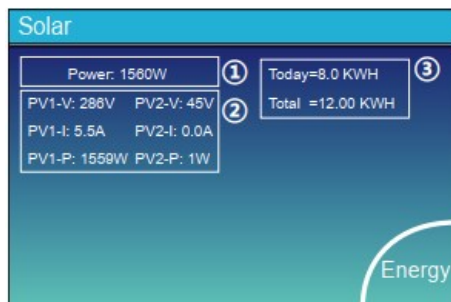 Solar
Power: 1560W
①
PV1-V: 286V PV2-V: 45V
②
PV1-I: 5.5A PV2-I: 0.0A
PV1-P: 1559W PV2-P: 1W
Today=8.0 KWH
③
Total =12.00 KWH
Energy